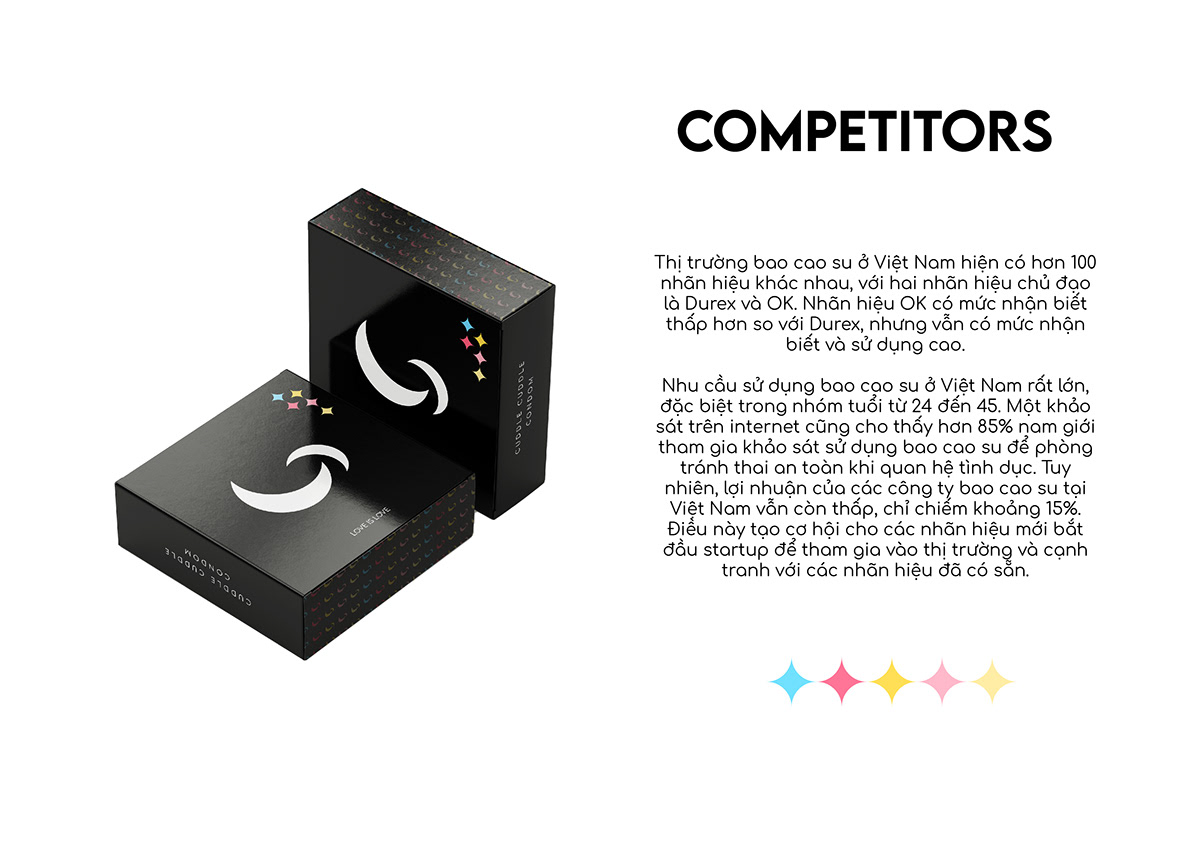 COMPETITORS
Thị trường bao cao su ở Việt Nam hiện có hơn 100
nhãn hiệu khác nhau, với hai nhãn hiệu chủ đạo
là Durex và OK. Nhãn hiệu OK có mức nhận biết
thấp hơn so với Durex, nhưng vẫn có mức nhận
biết và sử dụng cao.
Nhu cầu sử dụng bao cao su ở Việt Nam rất lớn,
đặc biệt trong nhóm tuổi từ 24 đến 45. Một khảo
sát trên internet cũng cho thấy hơn 85% nam giới
tham gia khảo sát sử dụng bao cao su để phòng
tránh thai an toàn khi quan hệ tình dục. Tuy
nhiên, lợi nhuận của các công ty bao cao su tại
Việt Nam vẫn còn thấp, chỉ chiếm khoảng 15%.
Điều này tạo cơ hội cho các nhãn hiệu mới bắt
đầu startup để tham gia vào thị trường và cạnh
tranh với các nhãn hiệu đã có sẵn.
CUDDLE CUDDLE
CONDOM
LOVE IS LOVE
CUDDLE CUDDLE
CONDOM